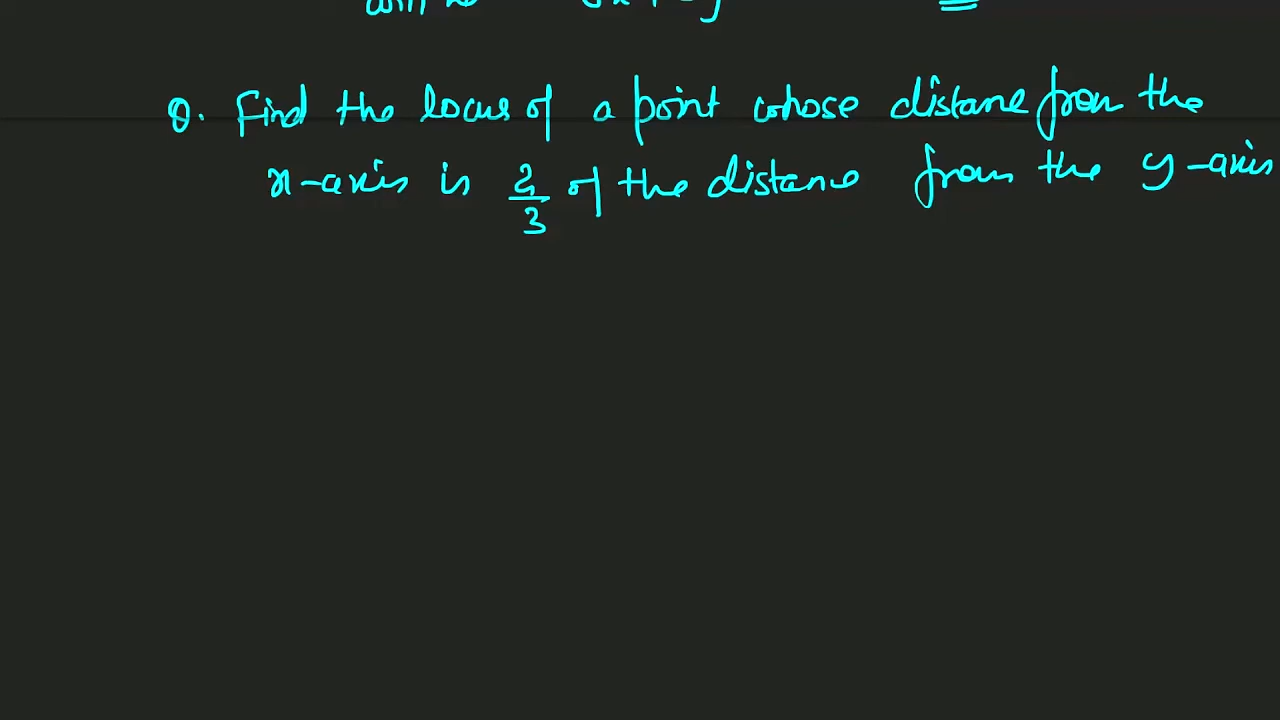 Q. Find the locus of a point whose distane from the
x-axis is 2/3 of the distane from the y-axis